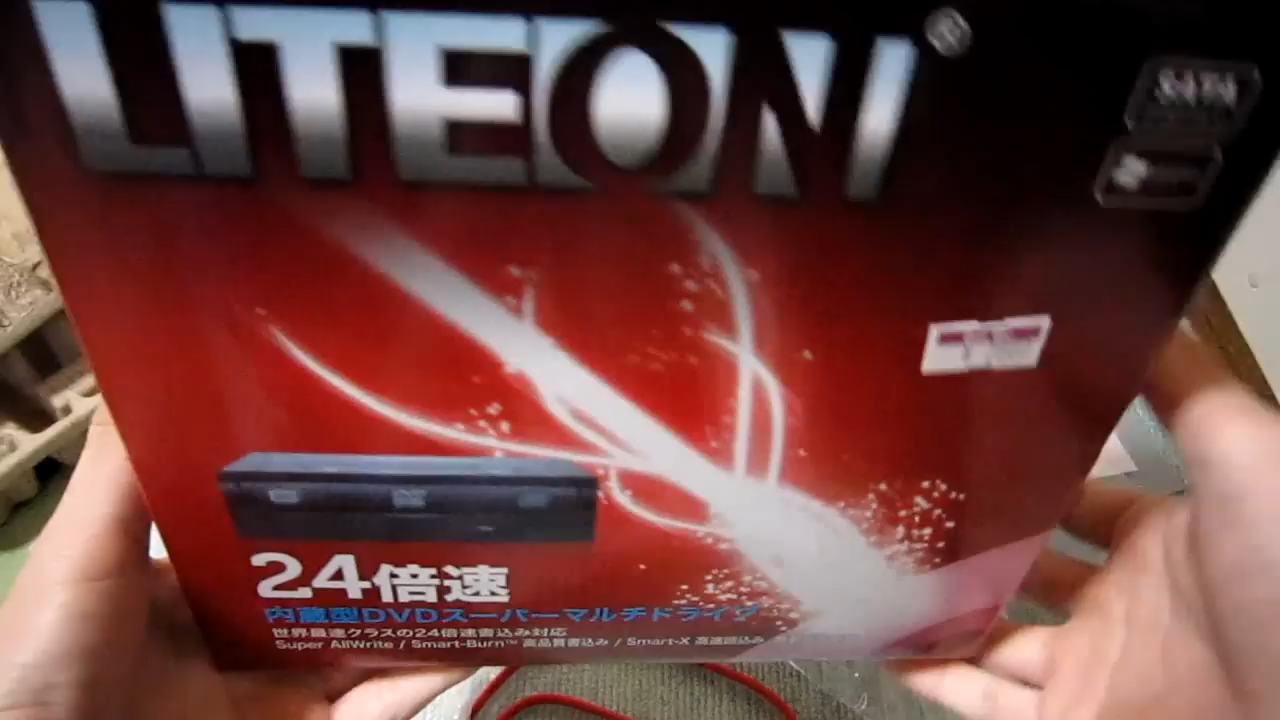 LITEON®
SATA
24倍速
内蔵型DVDスーパーマルチドライブ
世界最速クラスの24倍速書込み対応
Super AllWrite / Smart-Burn™ 高品質書込み / Smart-X 高速読込み